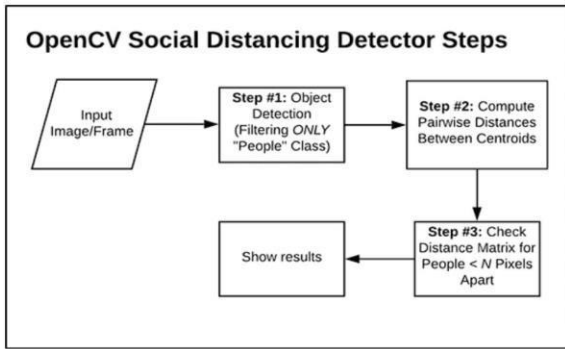 OpenCV Social Distancing Detector Steps
Input
Image/Frame
Step #1: Object
Detection
(Filtering ONLY
"People" Class)
Step #2: Compute
Pairwise Distances
Between Centroids
Step #3: Check
Distance Matrix for
People < N Pixels
Apart
Show results